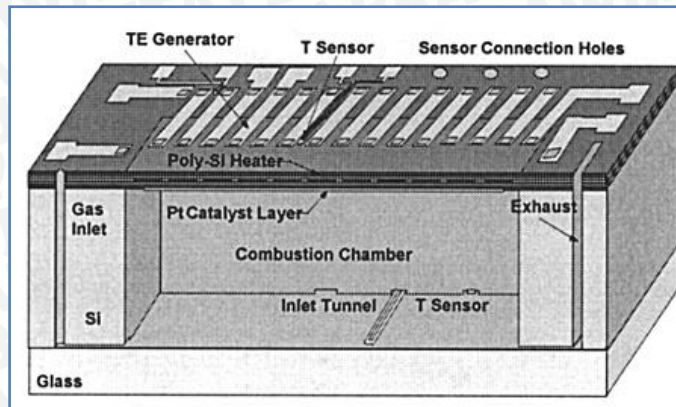 TE Generator
T Sensor
Sensor Connection Holes
Poly-SI Heater
Gas
Inlet
Pt Catalyst Layer
Exhaust
Combustion Chamber
Inlet Tunnel
T Sensor
Si
Glass